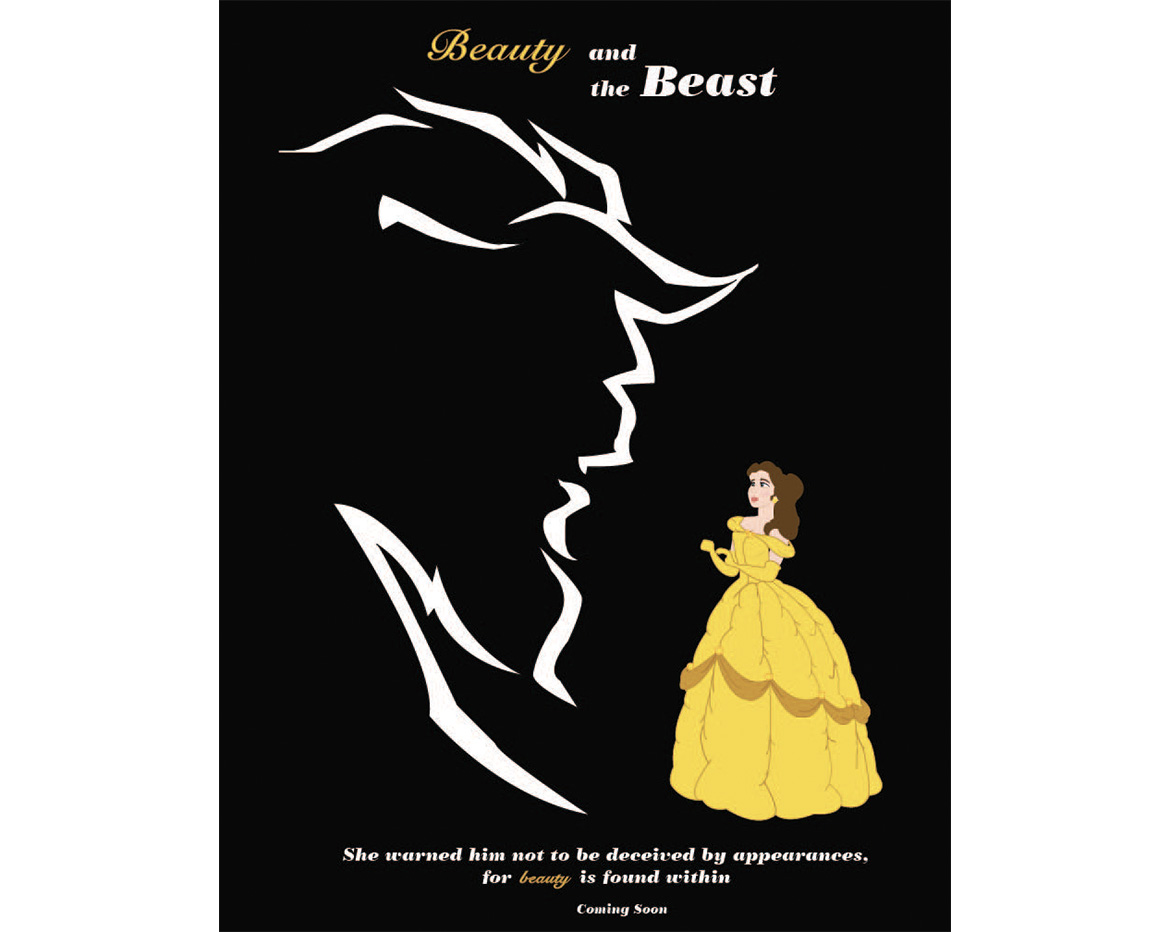 Beauty and
the Beast
She warned him not to be deceived by appearances,
for beauty is found within
Coming Soon